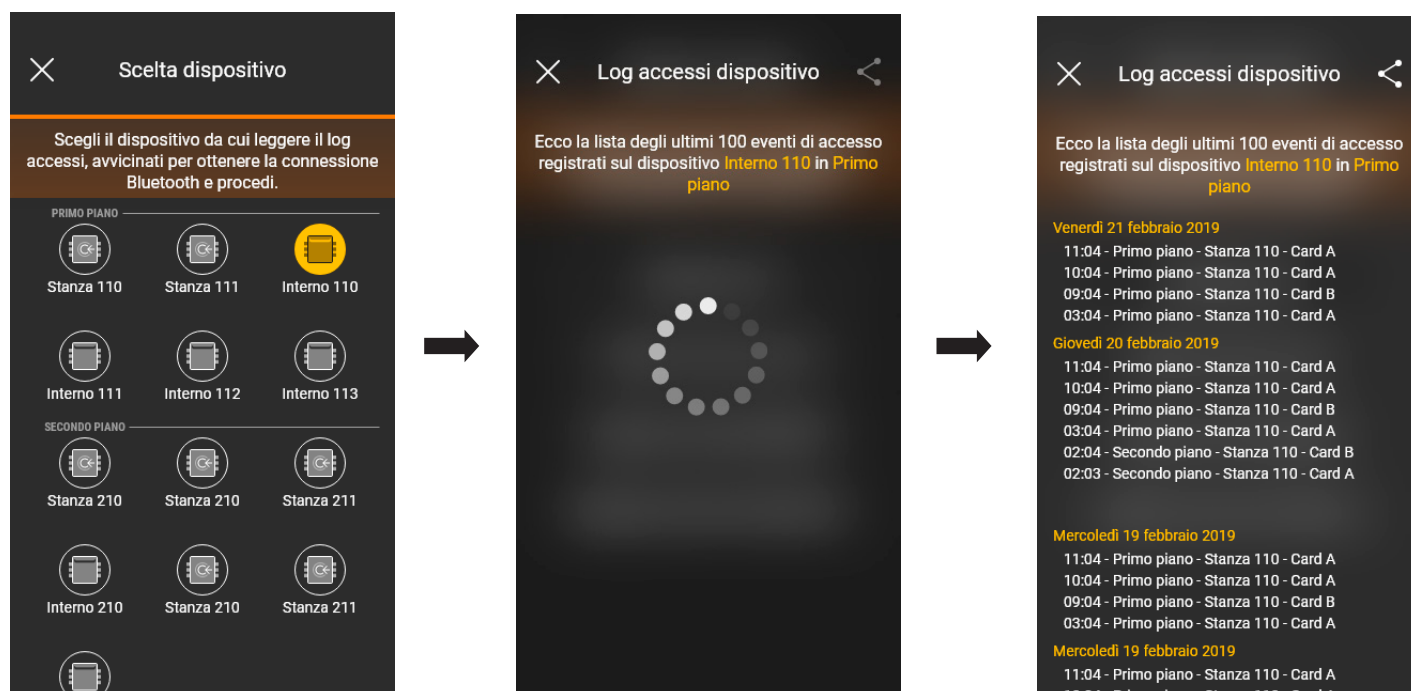 Scelta dispositivo
Scegli il dispositivo da cui leggere il log
accessi, avvicinati per ottenere la connessione
Bluetooth e procedi.
PRIMO PIANO
Stanza 110 Stanza 111 Interno 110
Interno 111 Interno 112 Interno 113
SECONDO PIANO
Stanza 210 Stanza 210 Stanza 211
Interno 210 Stanza 210 Stanza 211
Log accessi dispositivo
Ecco la lista degli ultimi 100 eventi di accesso
registrati sul dispositivo Interno 110 in Primo
piano
Log accessi dispositivo
Ecco la lista degli ultimi 100 eventi di accesso
registrati sul dispositivo Interno 110 in Primo
piano
Venerdì 21 febbraio 2019
11:04 - Primo piano - Stanza 110 - Card A
10:04 - Primo piano - Stanza 110 - Card A
09:04 - Primo piano - Stanza 110 - Card B
03:04 - Primo piano - Stanza 110 - Card A
Giovedì 20 febbraio 2019
11:04 - Primo piano - Stanza 110 - Card A
10:04 - Primo piano - Stanza 110 - Card A
09:04 - Primo piano - Stanza 110 - Card B
03:04 - Primo piano - Stanza 110 - Card A
02:04 - Secondo piano - Stanza 110 - Card B
02:03 - Secondo piano - Stanza 110 - Card A
Mercoledì 19 febbraio 2019
11:04 - Primo piano - Stanza 110 - Card A
10:04 - Primo piano - Stanza 110 - Card A
09:04 - Primo piano - Stanza 110 - Card B
03:04 - Primo piano - Stanza 110 - Card A
Mercoledì 19 febbraio 2019
11:04 - Primo piano - Stanza 110 - Card A